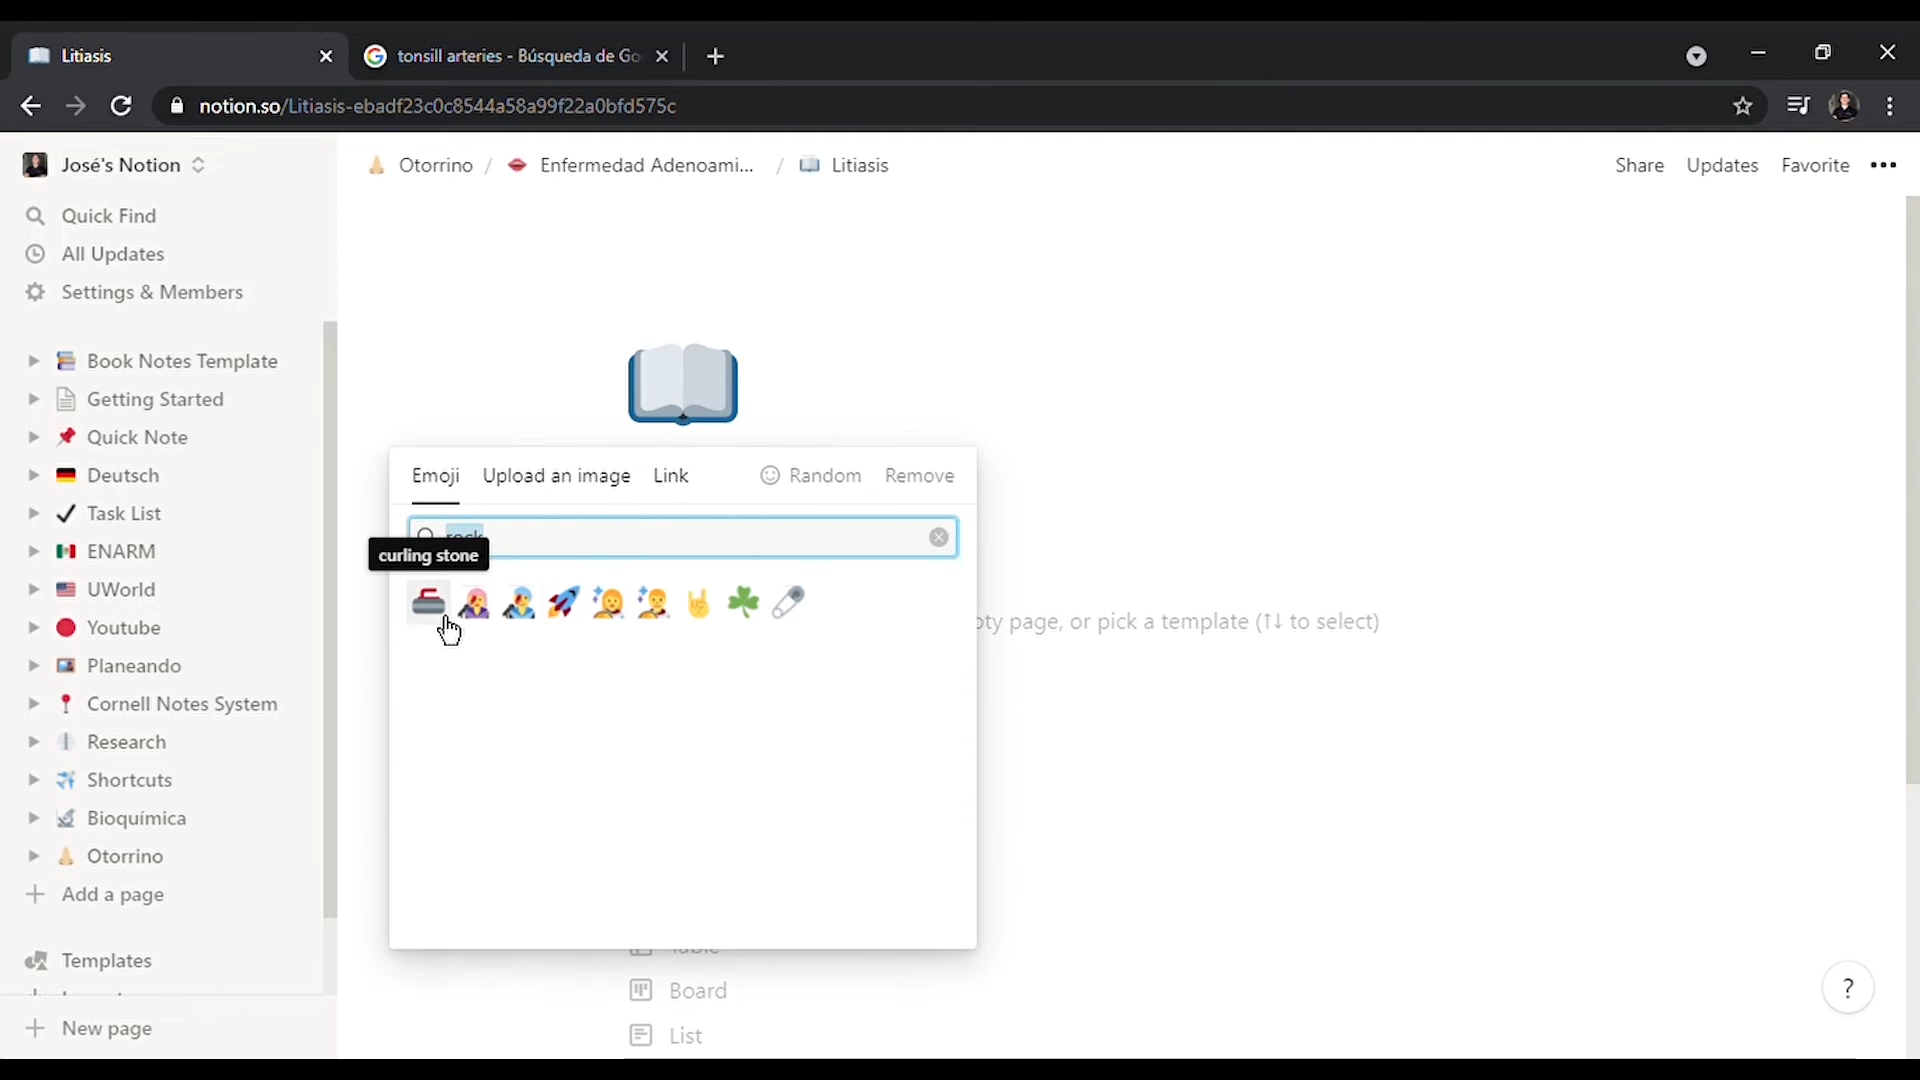 Litiasis
tonsill arteries - Búsqueda de Go
notion.so/Litiasis-ebadf23c0c8544a58a99f22a0bfd575c
José's Notion
Otorrino / Enfermedad Adenoami... / Litiasis
Share Updates Favorite
Quick Find
All Updates
Settings & Members
Book Notes Template
Getting Started
Quick Note
Deutsch
Task List
ENARM
UWorld
Youtube
Planeando
Cornell Notes System
Research
Shortcuts
Bioquímica
Otorrino
Add a page
Templates
New page
Emoji Upload an image Link Random Remove
rock
curling stone
page, or pick a template (↑↓ to select)
Board
List
?